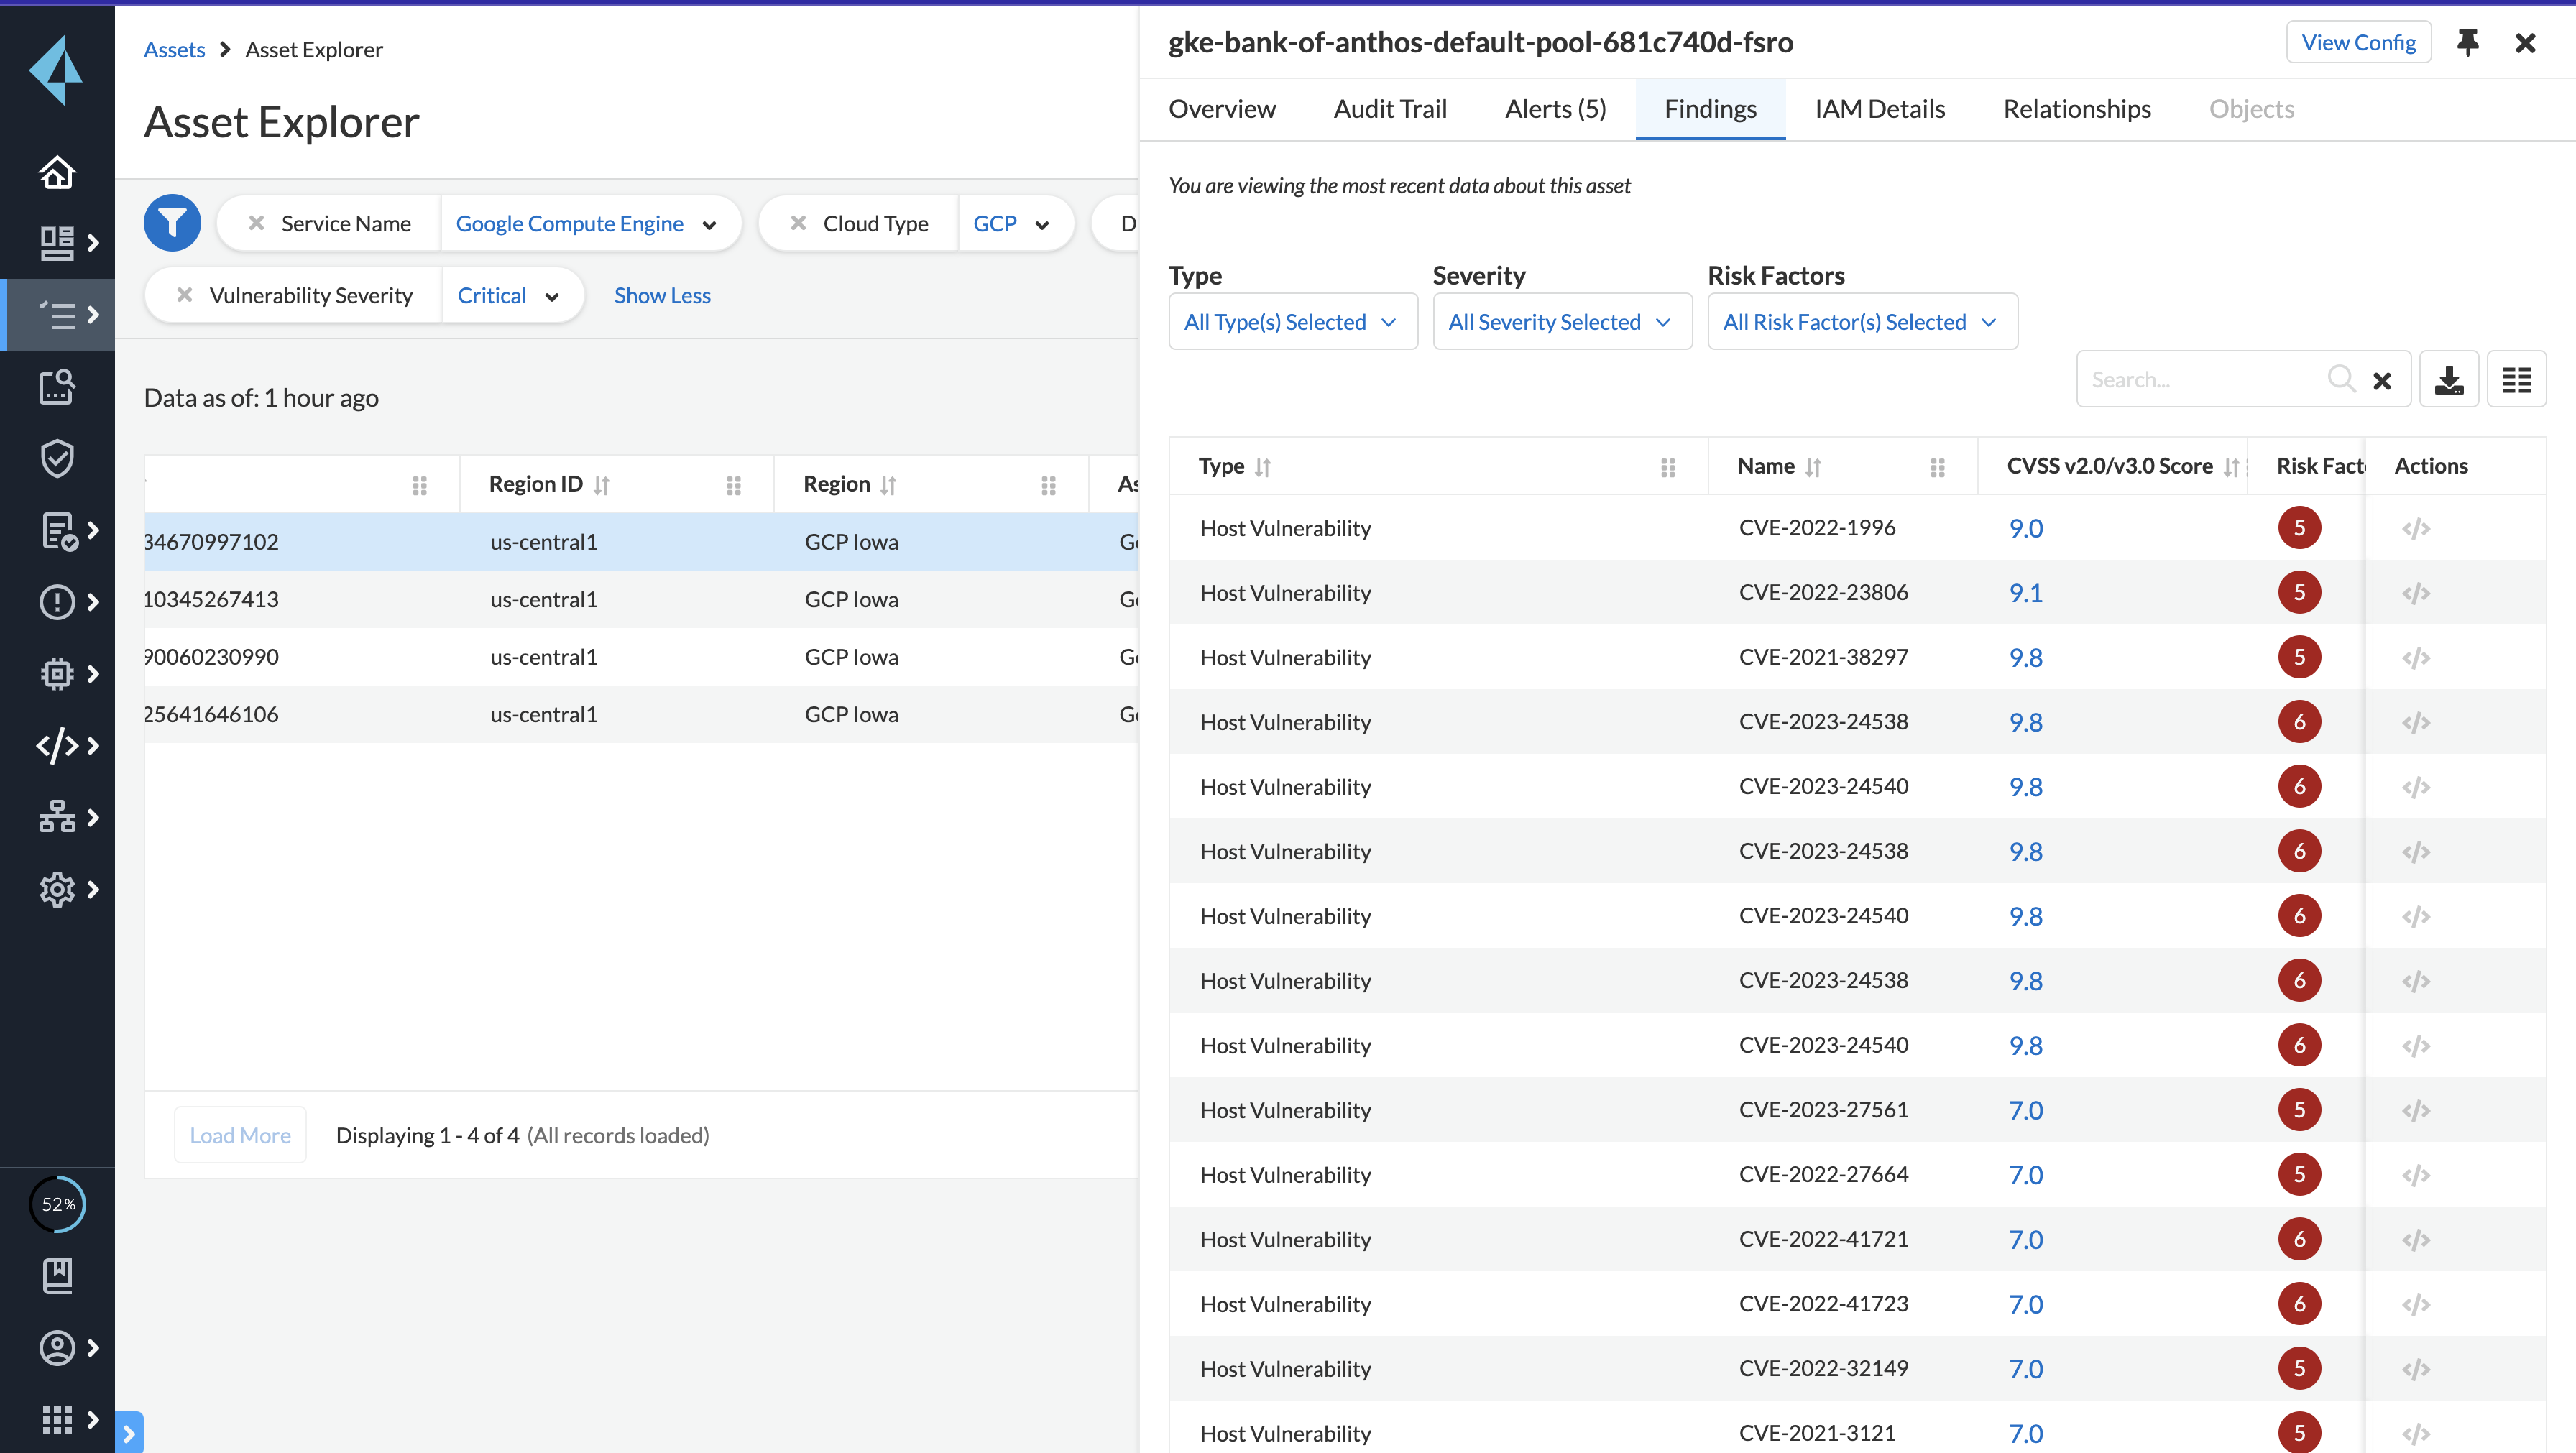 Assets > Asset Explorer
Asset Explorer
Service Name Google Compute Engine
Cloud Type GCP
Vulnerability Severity Critical
Show Less
Data as of: 1 hour ago
Region ID Region
34670997102 us-central1 GCP Iowa
10345267413 us-central1 GCP Iowa
90060230990 us-central1 GCP Iowa
25641646106 us-central1 GCP Iowa
Load More Displaying 1 - 4 of 4 (All records loaded)
52%
gke-bank-of-anthos-default-pool-681c740d-fsro View Config
Overview Audit Trail Alerts (5) Findings IAM Details Relationships Objects
You are viewing the most recent data about this asset
Type Severity Risk Factors
All Type(s) Selected All Severity Selected All Risk Factor(s) Selected
Search...
Type Name CVSS v2.0/v3.0 Score Risk Fact Actions
Host Vulnerability CVE-2022-1996 9.0 5
Host Vulnerability CVE-2022-23806 9.1 5
Host Vulnerability CVE-2021-38297 9.8 5
Host Vulnerability CVE-2023-24538 9.8 6
Host Vulnerability CVE-2023-24540 9.8 6
Host Vulnerability CVE-2023-24538 9.8 6
Host Vulnerability CVE-2023-24540 9.8 6
Host Vulnerability CVE-2023-24538 9.8 6
Host Vulnerability CVE-2023-24540 9.8 6
Host Vulnerability CVE-2023-27561 7.0 5
Host Vulnerability CVE-2022-27664 7.0 5
Host Vulnerability CVE-2022-41721 7.0 6
Host Vulnerability CVE-2022-41723 7.0 6
Host Vulnerability CVE-2022-32149 7.0 5
Host Vulnerability CVE-2021-3121 7.0 5